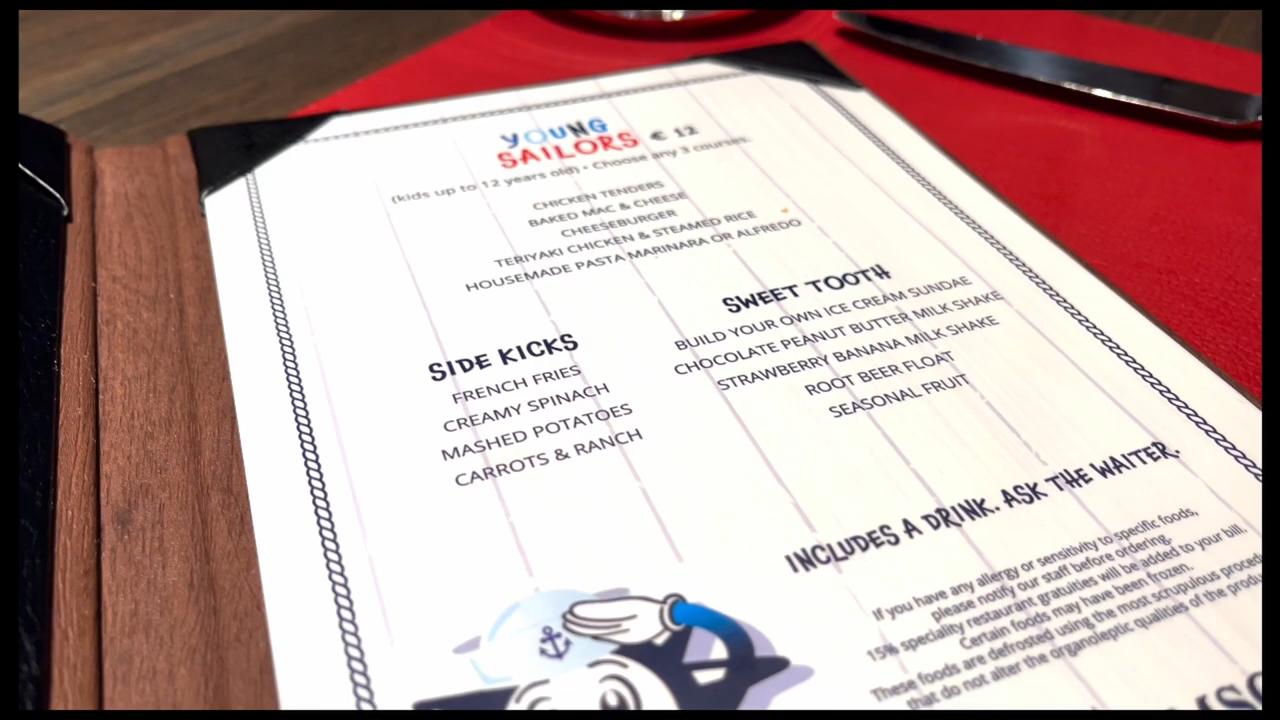 YOUNG
SAILORS € 12
(kids up to 12 years old) • Choose any 3 courses.
CHICKEN TENDERS
BAKED MAC & CHEESE
CHEESEBURGER
TERIYAKI CHICKEN & STEAMED RICE
HOUSEMADE PASTA MARINARA OR ALFREDO
SIDE KICKS
FRENCH FRIES
CREAMY SPINACH
MASHED POTATOES
CARROTS & RANCH
SWEET TOOTH
BUILD YOUR OWN ICE CREAM SUNDAE
CHOCOLATE PEANUT BUTTER MILK SHAKE
STRAWBERRY BANANA MILK SHAKE
ROOT BEER FLOAT
SEASONAL FRUIT
INCLUDES A DRINK. ASK THE WAITER.
If you have any allergy or sensitivity to specific foods,
please notify our staff before ordering.
15% speciality restaurant gratuities will be added to your bill.
Certain foods may have been frozen.
These foods are defrosted using the most scrupulous
that do not alter the organoleptic qualities of the